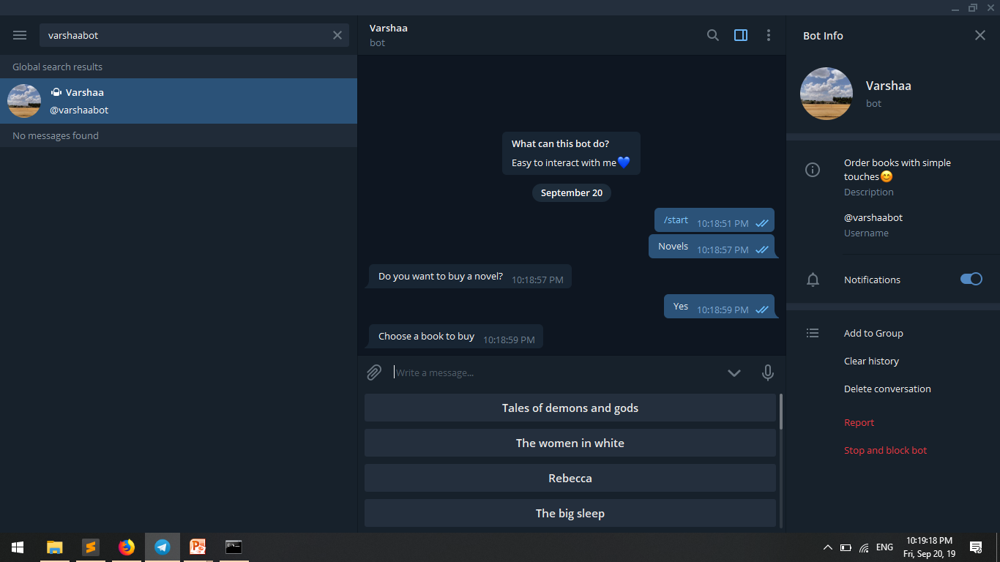 varshaabot
Global search results
Varshaa
@varshaabot
No messages found
Varshaa
bot
What can this bot do?
Easy to interact with me💙
September 20
/start 10:18:51 PM
Novels 10:18:57 PM
Do you want to buy a novel? 10:18:57 PM
Yes 10:18:59 PM
Choose a book to buy 10:18:59 PM
Write a message...
Tales of demons and gods
The women in white
Rebecca
The big sleep
Bot Info
Varshaa
bot
Order books with simple
touches😊
Description
@varshaabot
Username
Notifications
Add to Group
Clear history
Delete conversation
Report
Stop and block bot
ENG
10:19:18 PM
Fri, Sep 20, 19